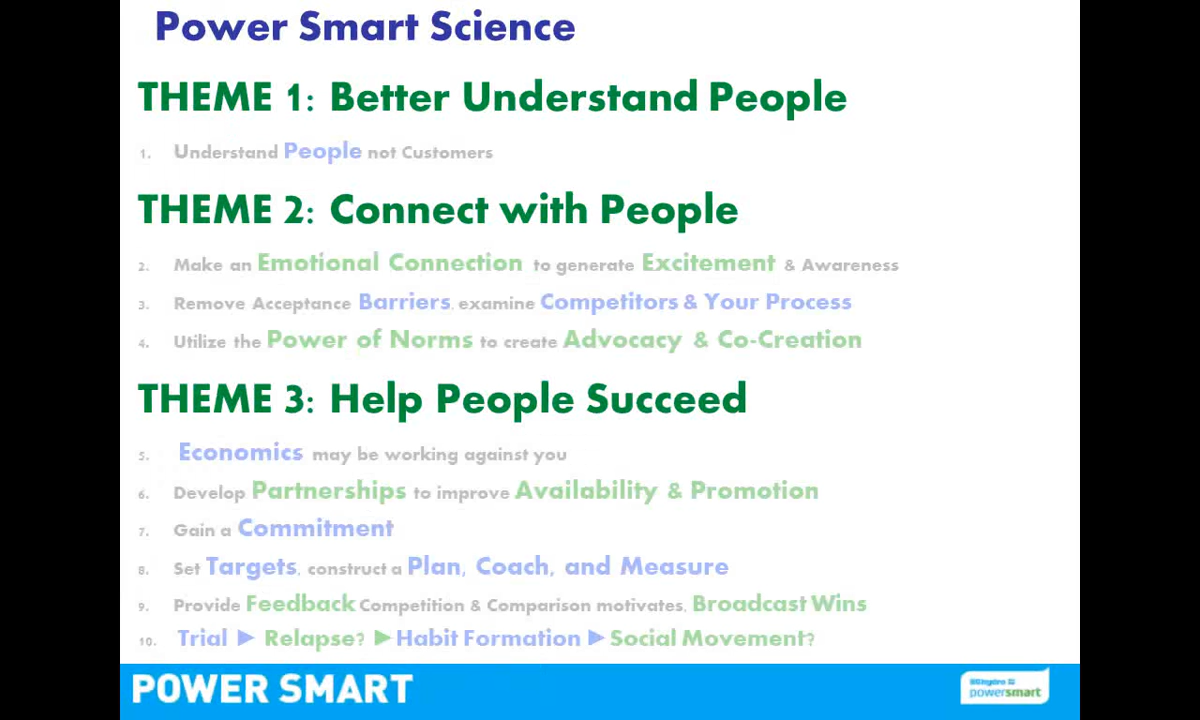 Power Smart Science
THEME 1: Better Understand People
1. Understand People not Customers
THEME 2: Connect with People
2. Make an Emotional Connection to generate Excitement & Awareness
3. Remove Acceptance Barriers, examine Competitors & Your Process
4. Utilize the Power of Norms to create Advocacy & Co-Creation
THEME 3: Help People Succeed
5. Economics may be working against you
6. Develop Partnerships to improve Availability & Promotion
7. Gain a Commitment
8. Set Targets, construct a Plan, Coach, and Measure
9. Provide Feedback Competition & Comparison motivates, Broadcast Wins
10. Trial ► Relapse? ► Habit Formation ► Social Movement?
POWER SMART
BC hydro
powersmart